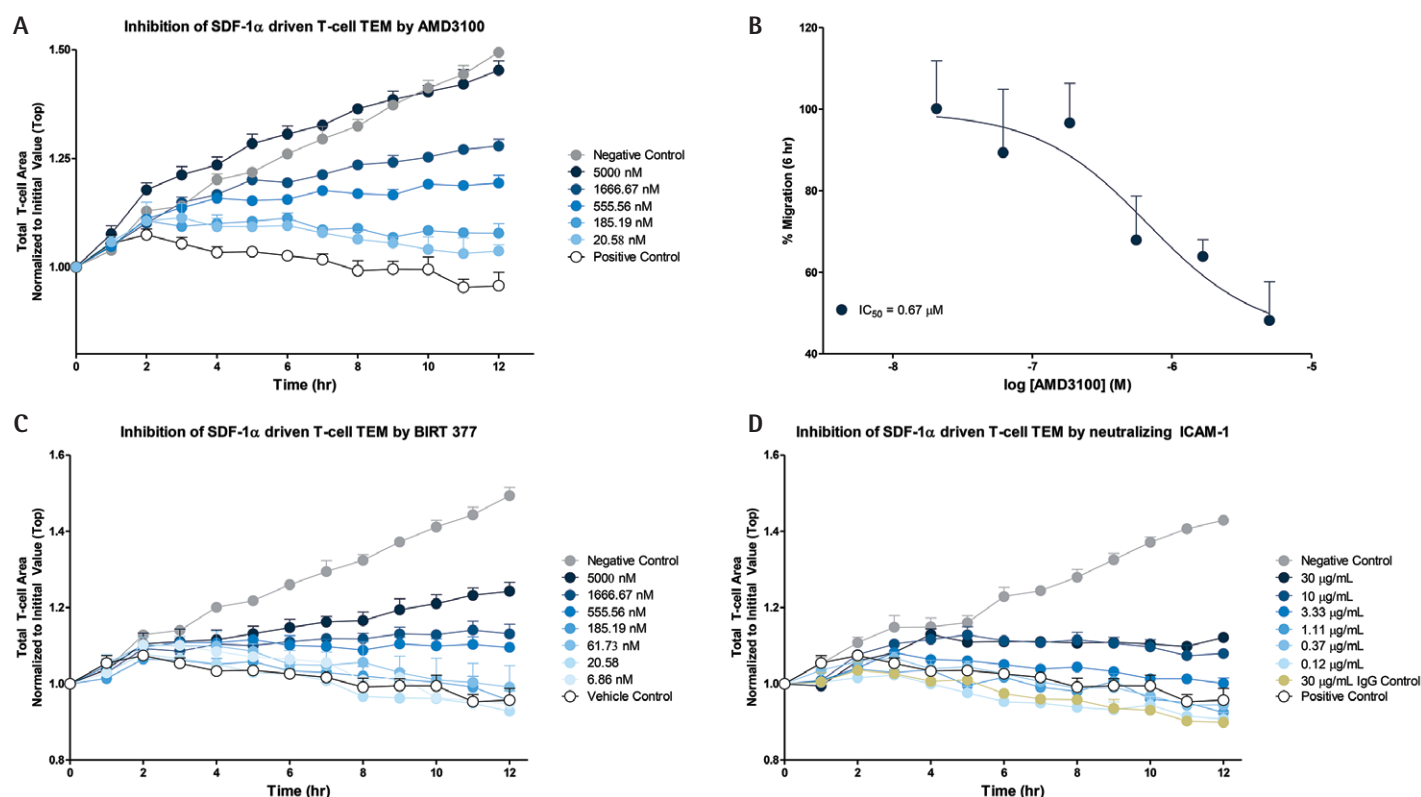 A
Inhibition of SDF-1α driven T-cell TEM by AMD3100
Total T-cell Area
Normalized to Initital Value (Top)
1.50
1.25
1.00
0 2 4 6 8 10 12
Time (hr)
Negative Control
5000 nM
1666.67 nM
555.56 nM
185.19 nM
20.58 nM
Positive Control
B
% Migration (6 hr)
120
100
80
60
40
IC50 = 0.67 µM
-8 -7 -6 -5
log [AMD3100] (M)
C
Inhibition of SDF-1α driven T-cell TEM by BIRT 377
Total T-cell Area
Normalized to Initital Value (Top)
1.6
1.4
1.2
1.0
0.8
0 2 4 6 8 10 12
Time (hr)
Negative Control
5000 nM
1666.67 nM
555.56 nM
185.19 nM
61.73 nM
20.58
6.86 nM
Vehicle Control
D
Inhibition of SDF-1α driven T-cell TEM by neutralizing ICAM-1
Total T-cell Area
Normalized to Initital Value (Top)
1.6
1.4
1.2
1.0
0.8
0 2 4 6 8 10 12
Time (hr)
Negative Control
30 µg/mL
10 µg/mL
3.33 µg/mL
1.11 µg/mL
0.37 µg/mL
0.12 µg/mL
30 µg/mL IgG Control
Positive Control